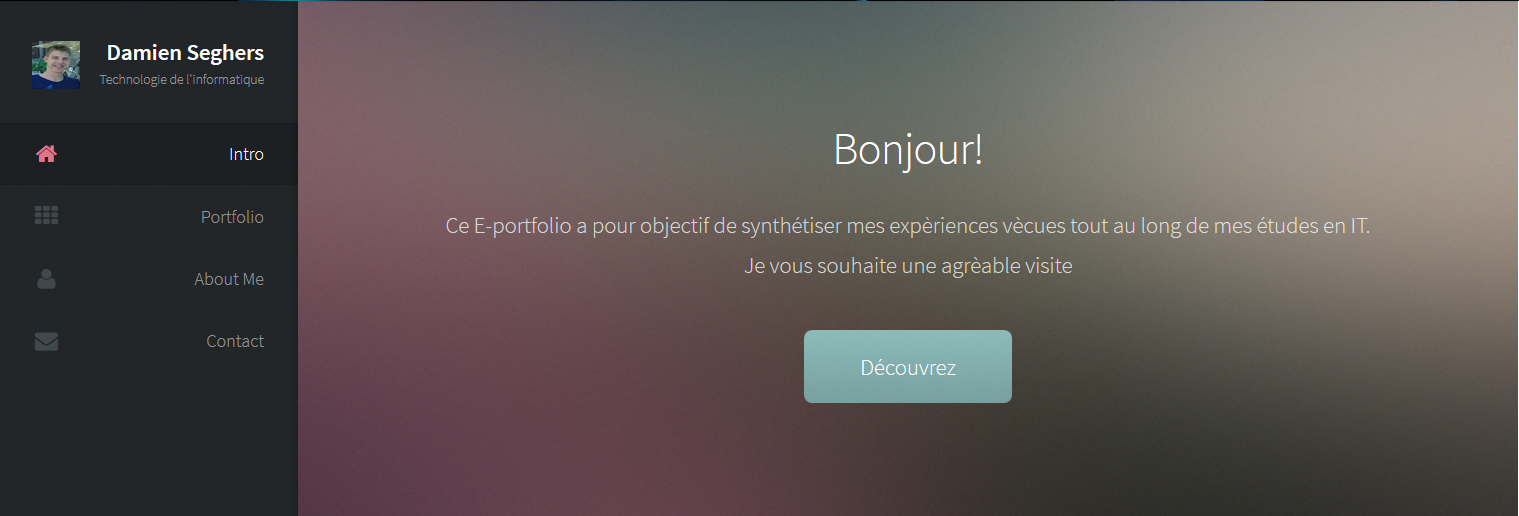 Damien Seghers
Technologie de l'informatique
Intro
Portfolio
About Me
Contact
Bonjour!
Ce E-portfolio a pour objectif de synthétiser mes expèriences vècues tout au long de mes études en IT.
Je vous souhaite une agrèable visite
Découvrez